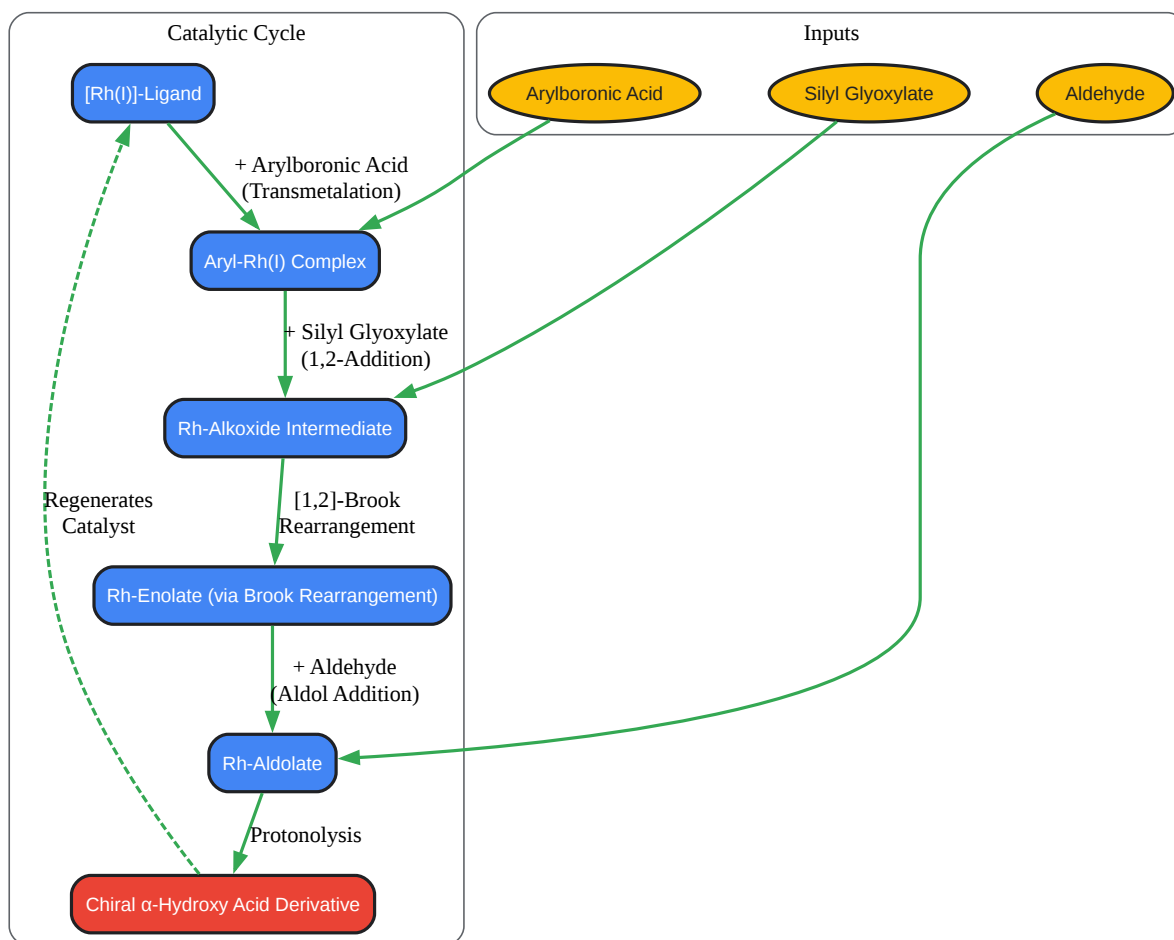 Catalytic Cycle
Inputs
[Rh(I)]-Ligand
Arylboronic Acid
Silyl Glyoxylate
Aldehyde
+ Arylboronic Acid
(Transmetalation)
Aryl-Rh(I) Complex
+ Silyl Glyoxylate
(1,2-Addition)
Rh-Alkoxide Intermediate
Regenerates
Catalyst
[1,2]-Brook
Rearrangement
Rh-Enolate (via Brook Rearrangement)
+ Aldehyde
(Aldol Addition)
Rh-Aldolate
Protonolysis
Chiral α-Hydroxy Acid Derivative